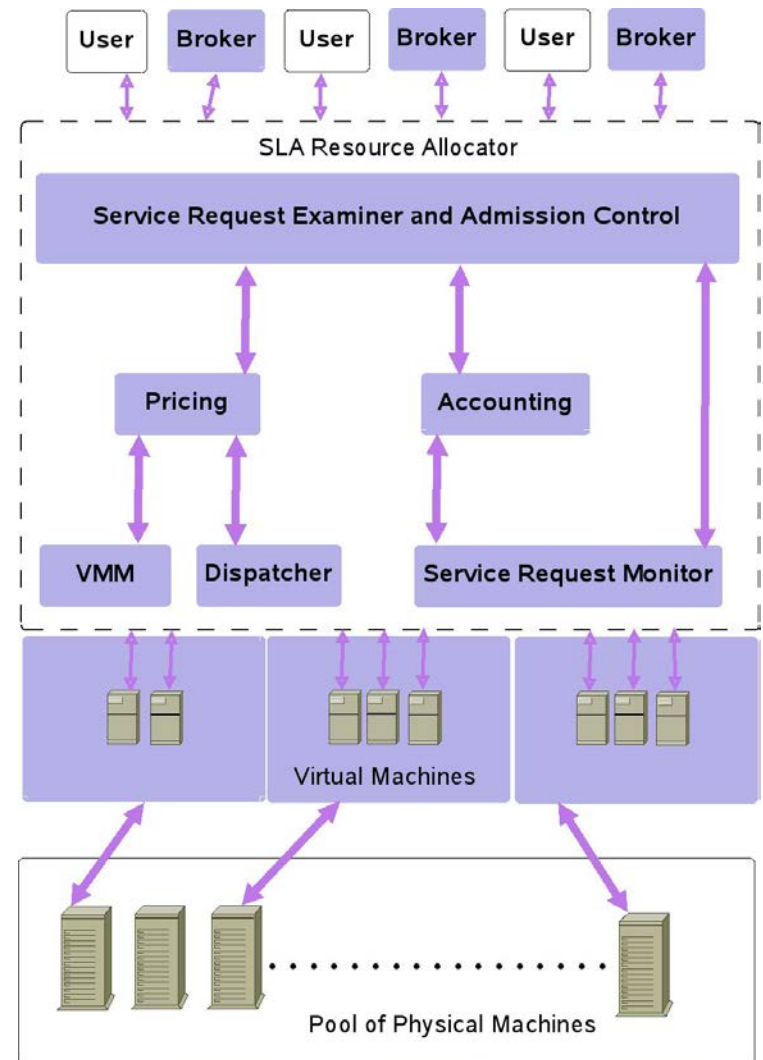 User
Broker
User
Broker
User
Broker
SLA Resource Allocator
Service Request Examiner and Admission Control
Pricing
Accounting
VMM
Dispatcher
Service Request Monitor
Virtual Machines
Pool of Physical Machines